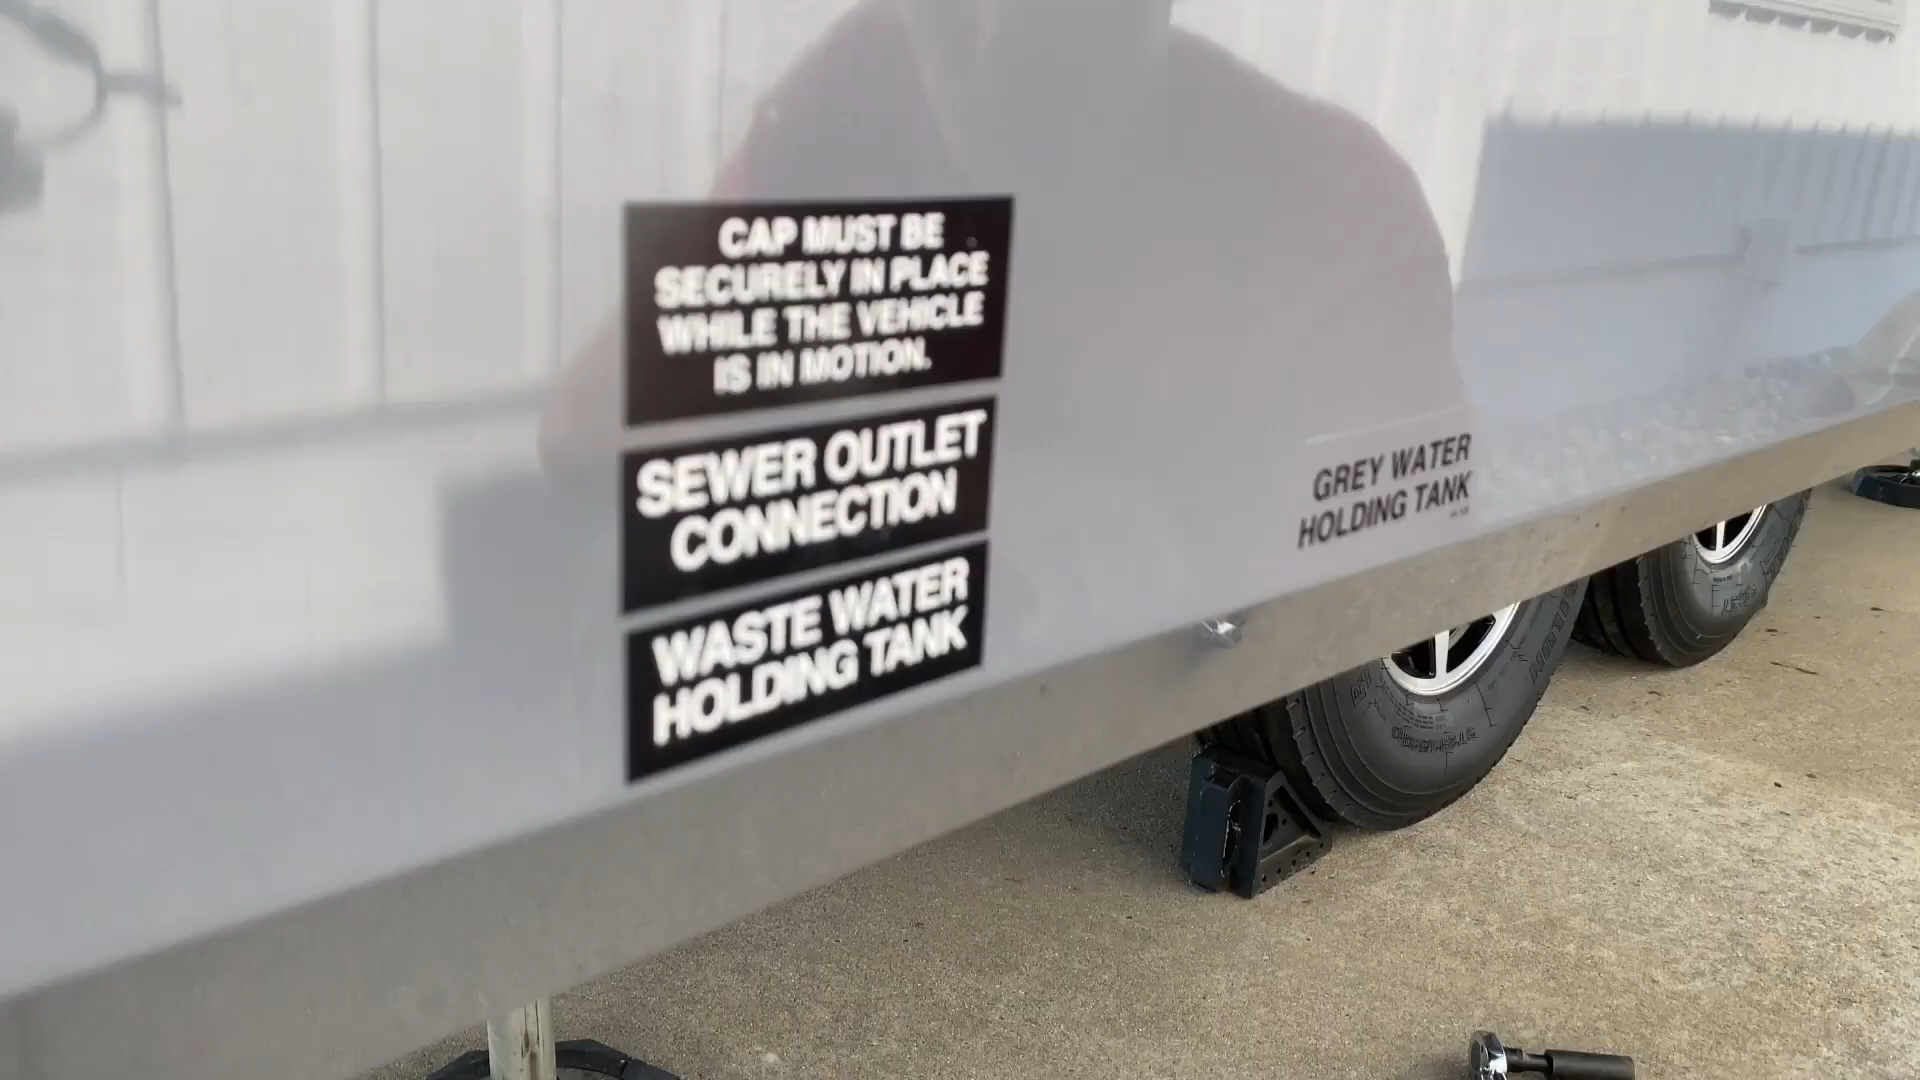 CAP MUST BE
SECURELY IN PLACE
WHILE THE VEHICLE
IS IN MOTION.
SEWER OUTLET
CONNECTION
WASTE WATER
HOLDING TANK
GREY WATER
HOLDING TANK